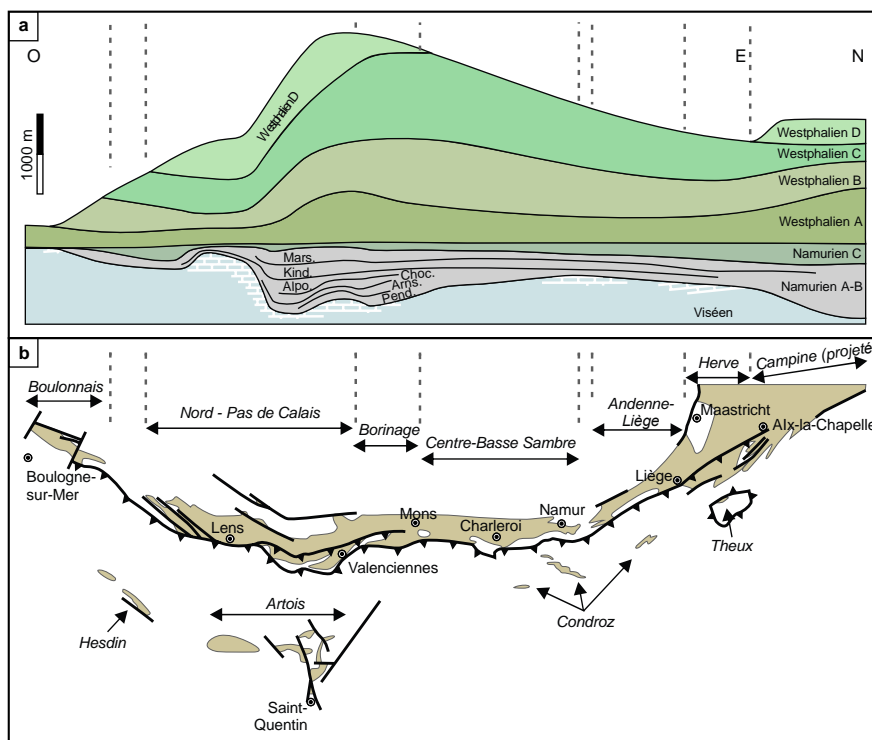 a
O
E
N
1000 m
Westphalien D
Westphalien D
Westphalien C
Westphalien B
Westphalien A
Namurien C
Mars.
Kind.
Choc.
Alpo.
Arns.
Pend.
Namurien A-B
Viséen
b
Boulonnais
Herve
Campine (projeté)
Nord - Pas de Calais
Andenne-
Liège
Borinage
Centre-Basse Sambre
Maastricht
AIx-la-Chapelle
Boulogne-
sur-Mer
Liège
Mons
Namur
Lens
Charleroi
Valenciennes
Theux
Artois
Condroz
Hesdin
Saint-
Quentin